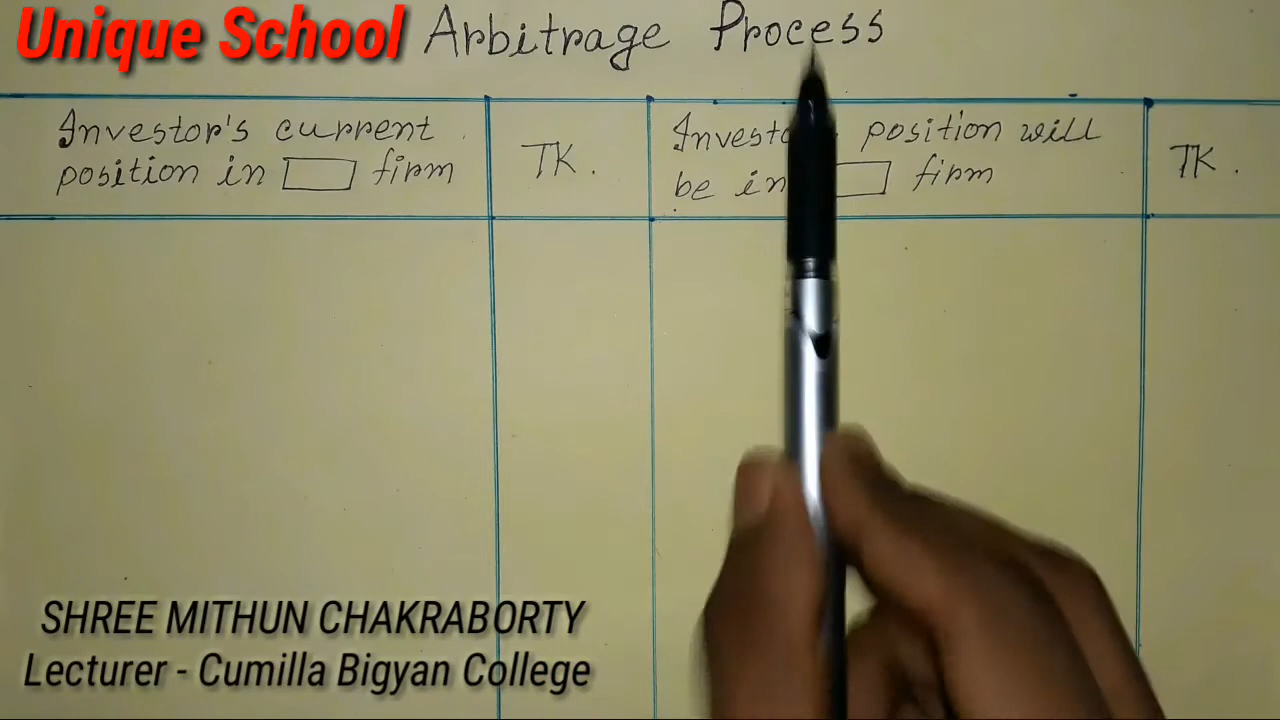 Unique School
Arbitrage Process
Investor's current
position in firm
TK.
position will
be in firm
TK.
SHREE MITHUN CHAKRABORTY
Lecturer - Cumilla Bigyan College